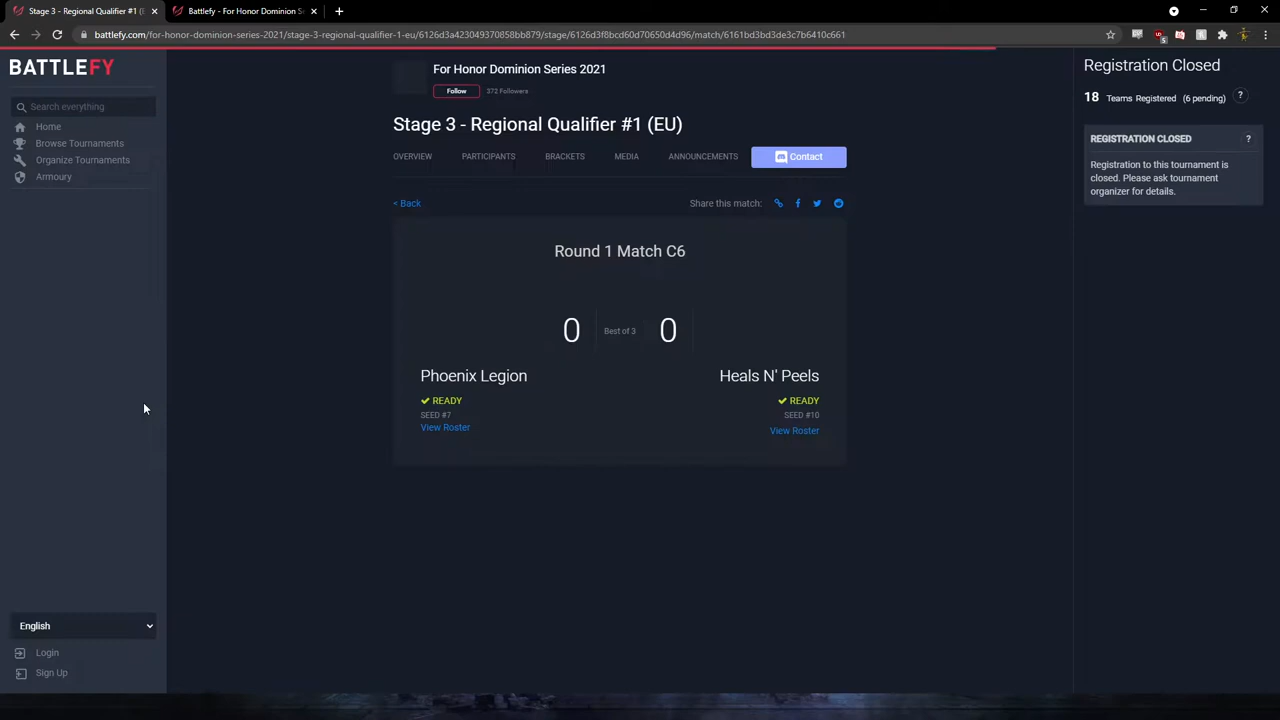 Stage 3 - Regional Qualifier #1 (E
Battlefy - For Honor Dominion Se
battlefy.com/for-honor-dominion-series-2021/stage-3-regional-qualifier-1-eu/6126d3a423049370858bb879/stage/6126d3f8bcd60d70650d4d96/match/6161bd3bd3de3c7b6410c661
BATTLEFY
Search everything
Home
Browse Tournaments
Organize Tournaments
Armoury
English
Login
Sign Up
For Honor Dominion Series 2021
Follow
372 Followers
Stage 3 - Regional Qualifier #1 (EU)
OVERVIEW PARTICIPANTS BRACKETS MEDIA ANNOUNCEMENTS Contact
< Back
Share this match:
Round 1 Match C6
0 Best of 3 0
Phoenix Legion
READY
SEED #7
View Roster
Heals N' Peels
READY
SEED #10
View Roster
Registration Closed
18 Teams Registered (6 pending) ?
REGISTRATION CLOSED ?
Registration to this tournament is
closed. Please ask tournament
organizer for details.